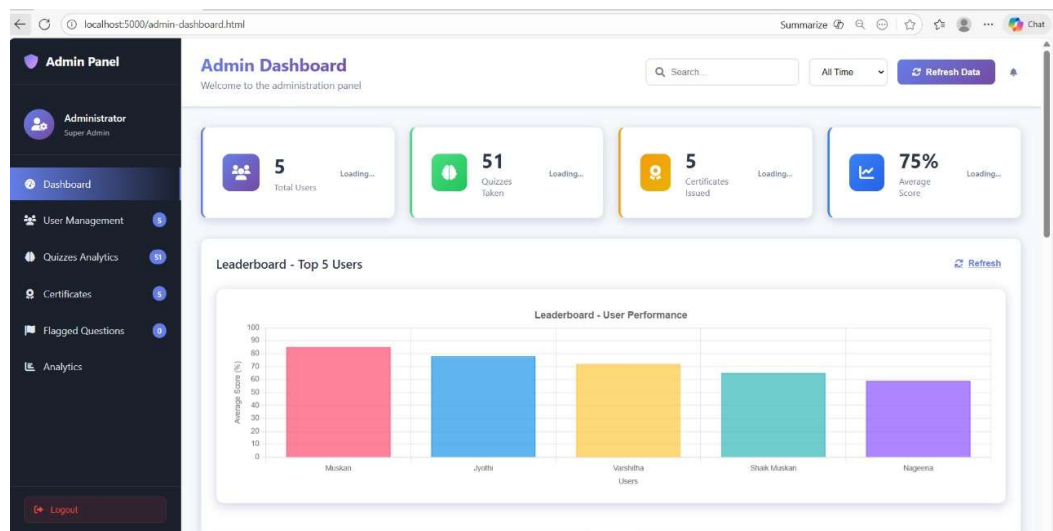 localhost:5000/admin-dashboard.html
Summarize
Chat
Admin Panel
Administrator
Super Admin
Dashboard
User Management 5
Quizzes Analytics 51
Certificates 5
Flagged Questions 0
Analytics
Logout
Admin Dashboard
Welcome to the administration panel
Search...
All Time
Refresh Data
5
Total Users
Loading...
51
Quizzes
Taken
Loading...
5
Certificates
Issued
Loading...
75%
Average
Score
Loading...
Leaderboard - Top 5 Users
Refresh
Leaderboard - User Performance
Average Score (%)
100
90
80
70
60
50
40
30
20
10
0
Muskan
Jyothi
Varshitha
Shaik Muskan
Nageena
Users